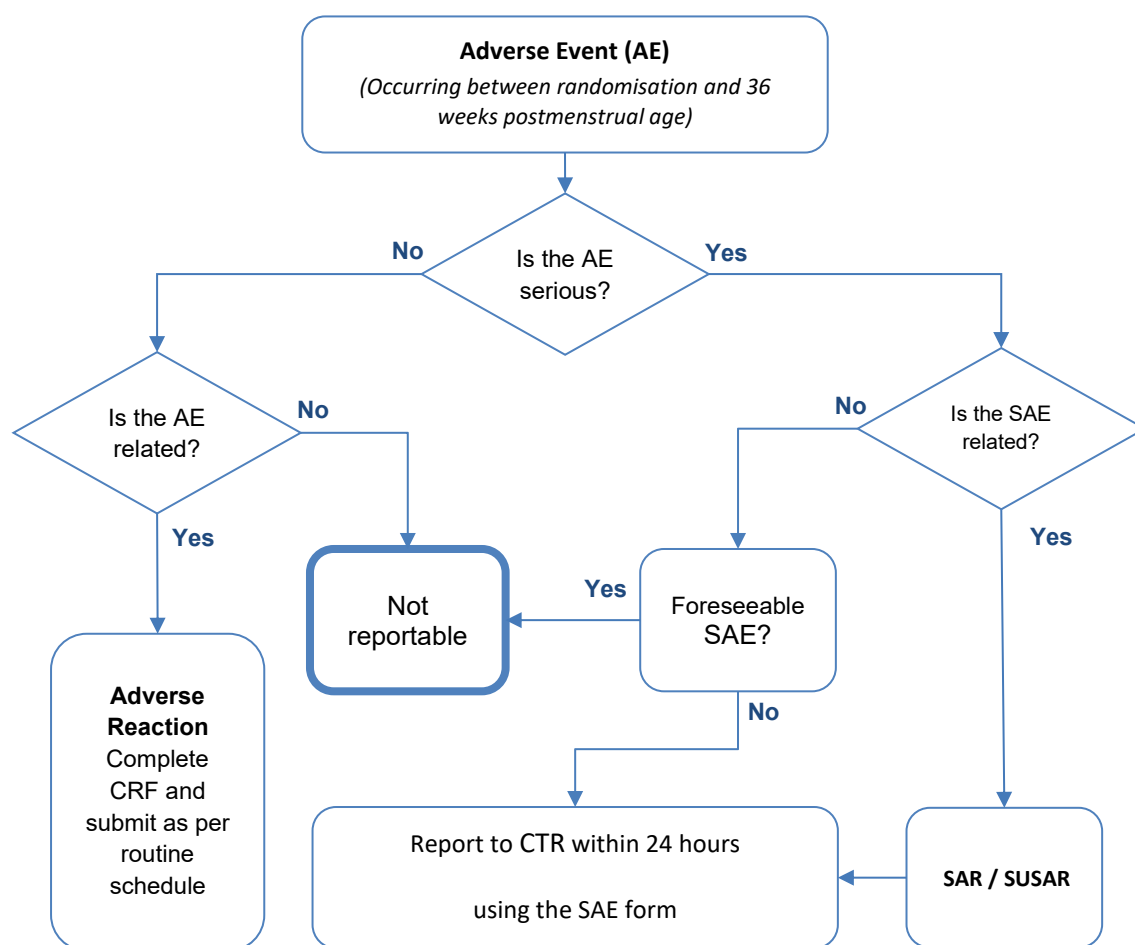 Adverse Event (AE)
(Occurring between randomisation and 36
weeks postmenstrual age)
No
Yes
Is the AE
serious?
Is the AE
related?
No
No
Is the SAE
related?
Yes
Yes
Not
reportable
Yes
Foreseeable
SAE?
No
Adverse
Reaction
Complete
CRF and
submit as per
routine
schedule
Report to CTR within 24 hours
using the SAE form
SAR / SUSAR